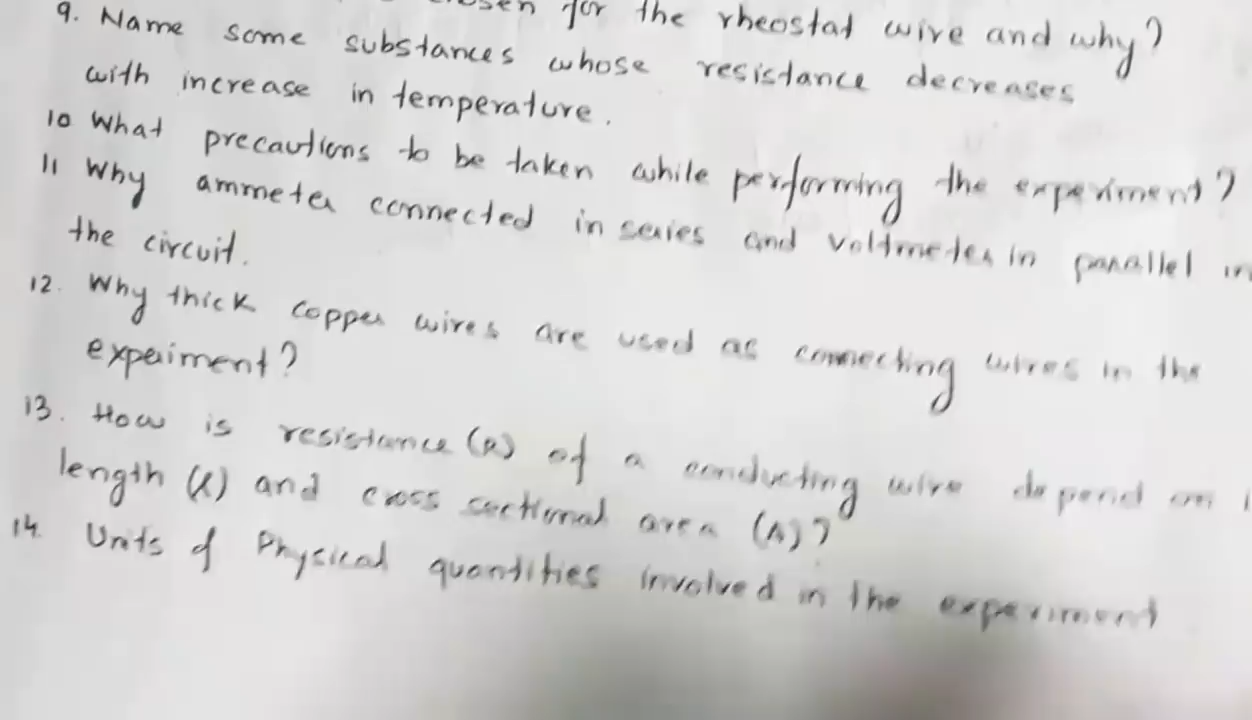 for the rheostat wire and why?
9. Name some substances whose resistance decreases
with increase in temperature.
10 What precautions to be taken while performing the experiment?
11 Why ammeter connected in series and voltmeter in parallel in
the circuit.
12. Why thick copper wires are used as connecting wires in the
expeiment?
13. How is resistance (R) of a conducting wire depend on
length (l) and cross sectional area (A)?
14. Units of Physical quantities involved in the experiment